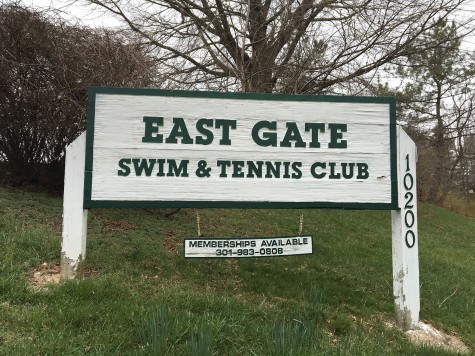 EAST GATE
SWIM & TENNIS CLUB
10200
MEMBERSHIPS AVAILABLE
301-983-0808